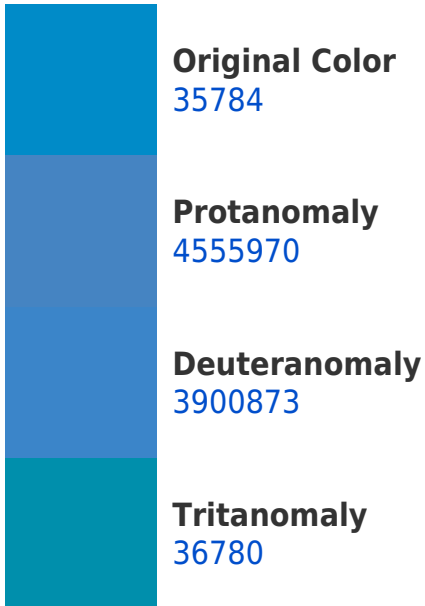 Original Color
35784
Protanomaly
4555970
Deuteranomaly
3900873
Tritanomaly
36780